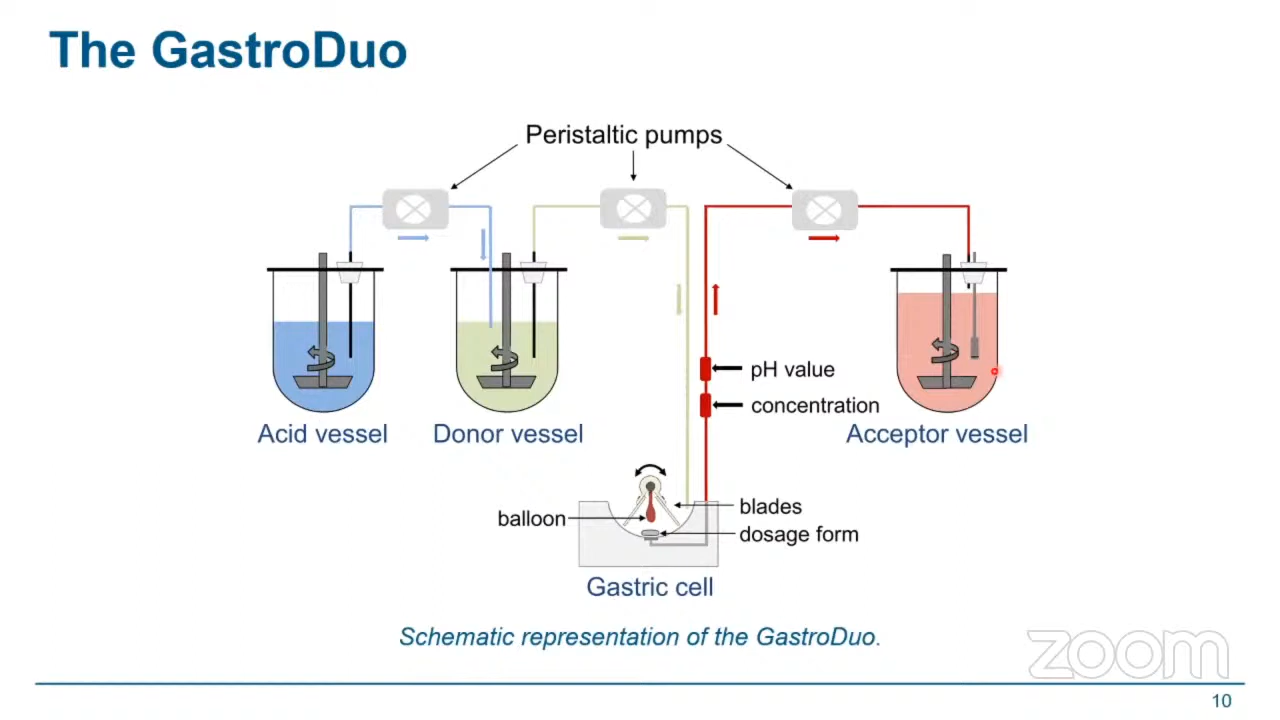 The GastroDuo
Peristaltic pumps
pH value
concentration
Acid vessel
Donor vessel
Acceptor vessel
balloon
blades
dosage form
Gastric cell
Schematic representation of the GastroDuo.
zoom
10